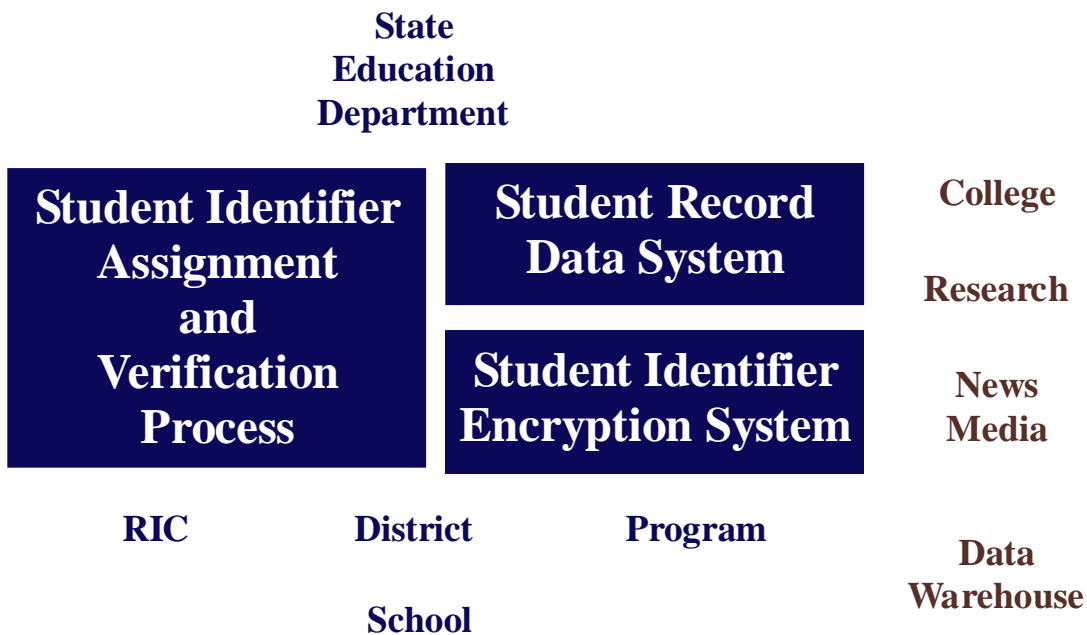 State
Education
Department
Student Identifier
Assignment
and
Verification
Process
Student Record
Data System
Student Identifier
Encryption System
College
Research
News
Media
RIC
District
Program
Data
Warehouse
School